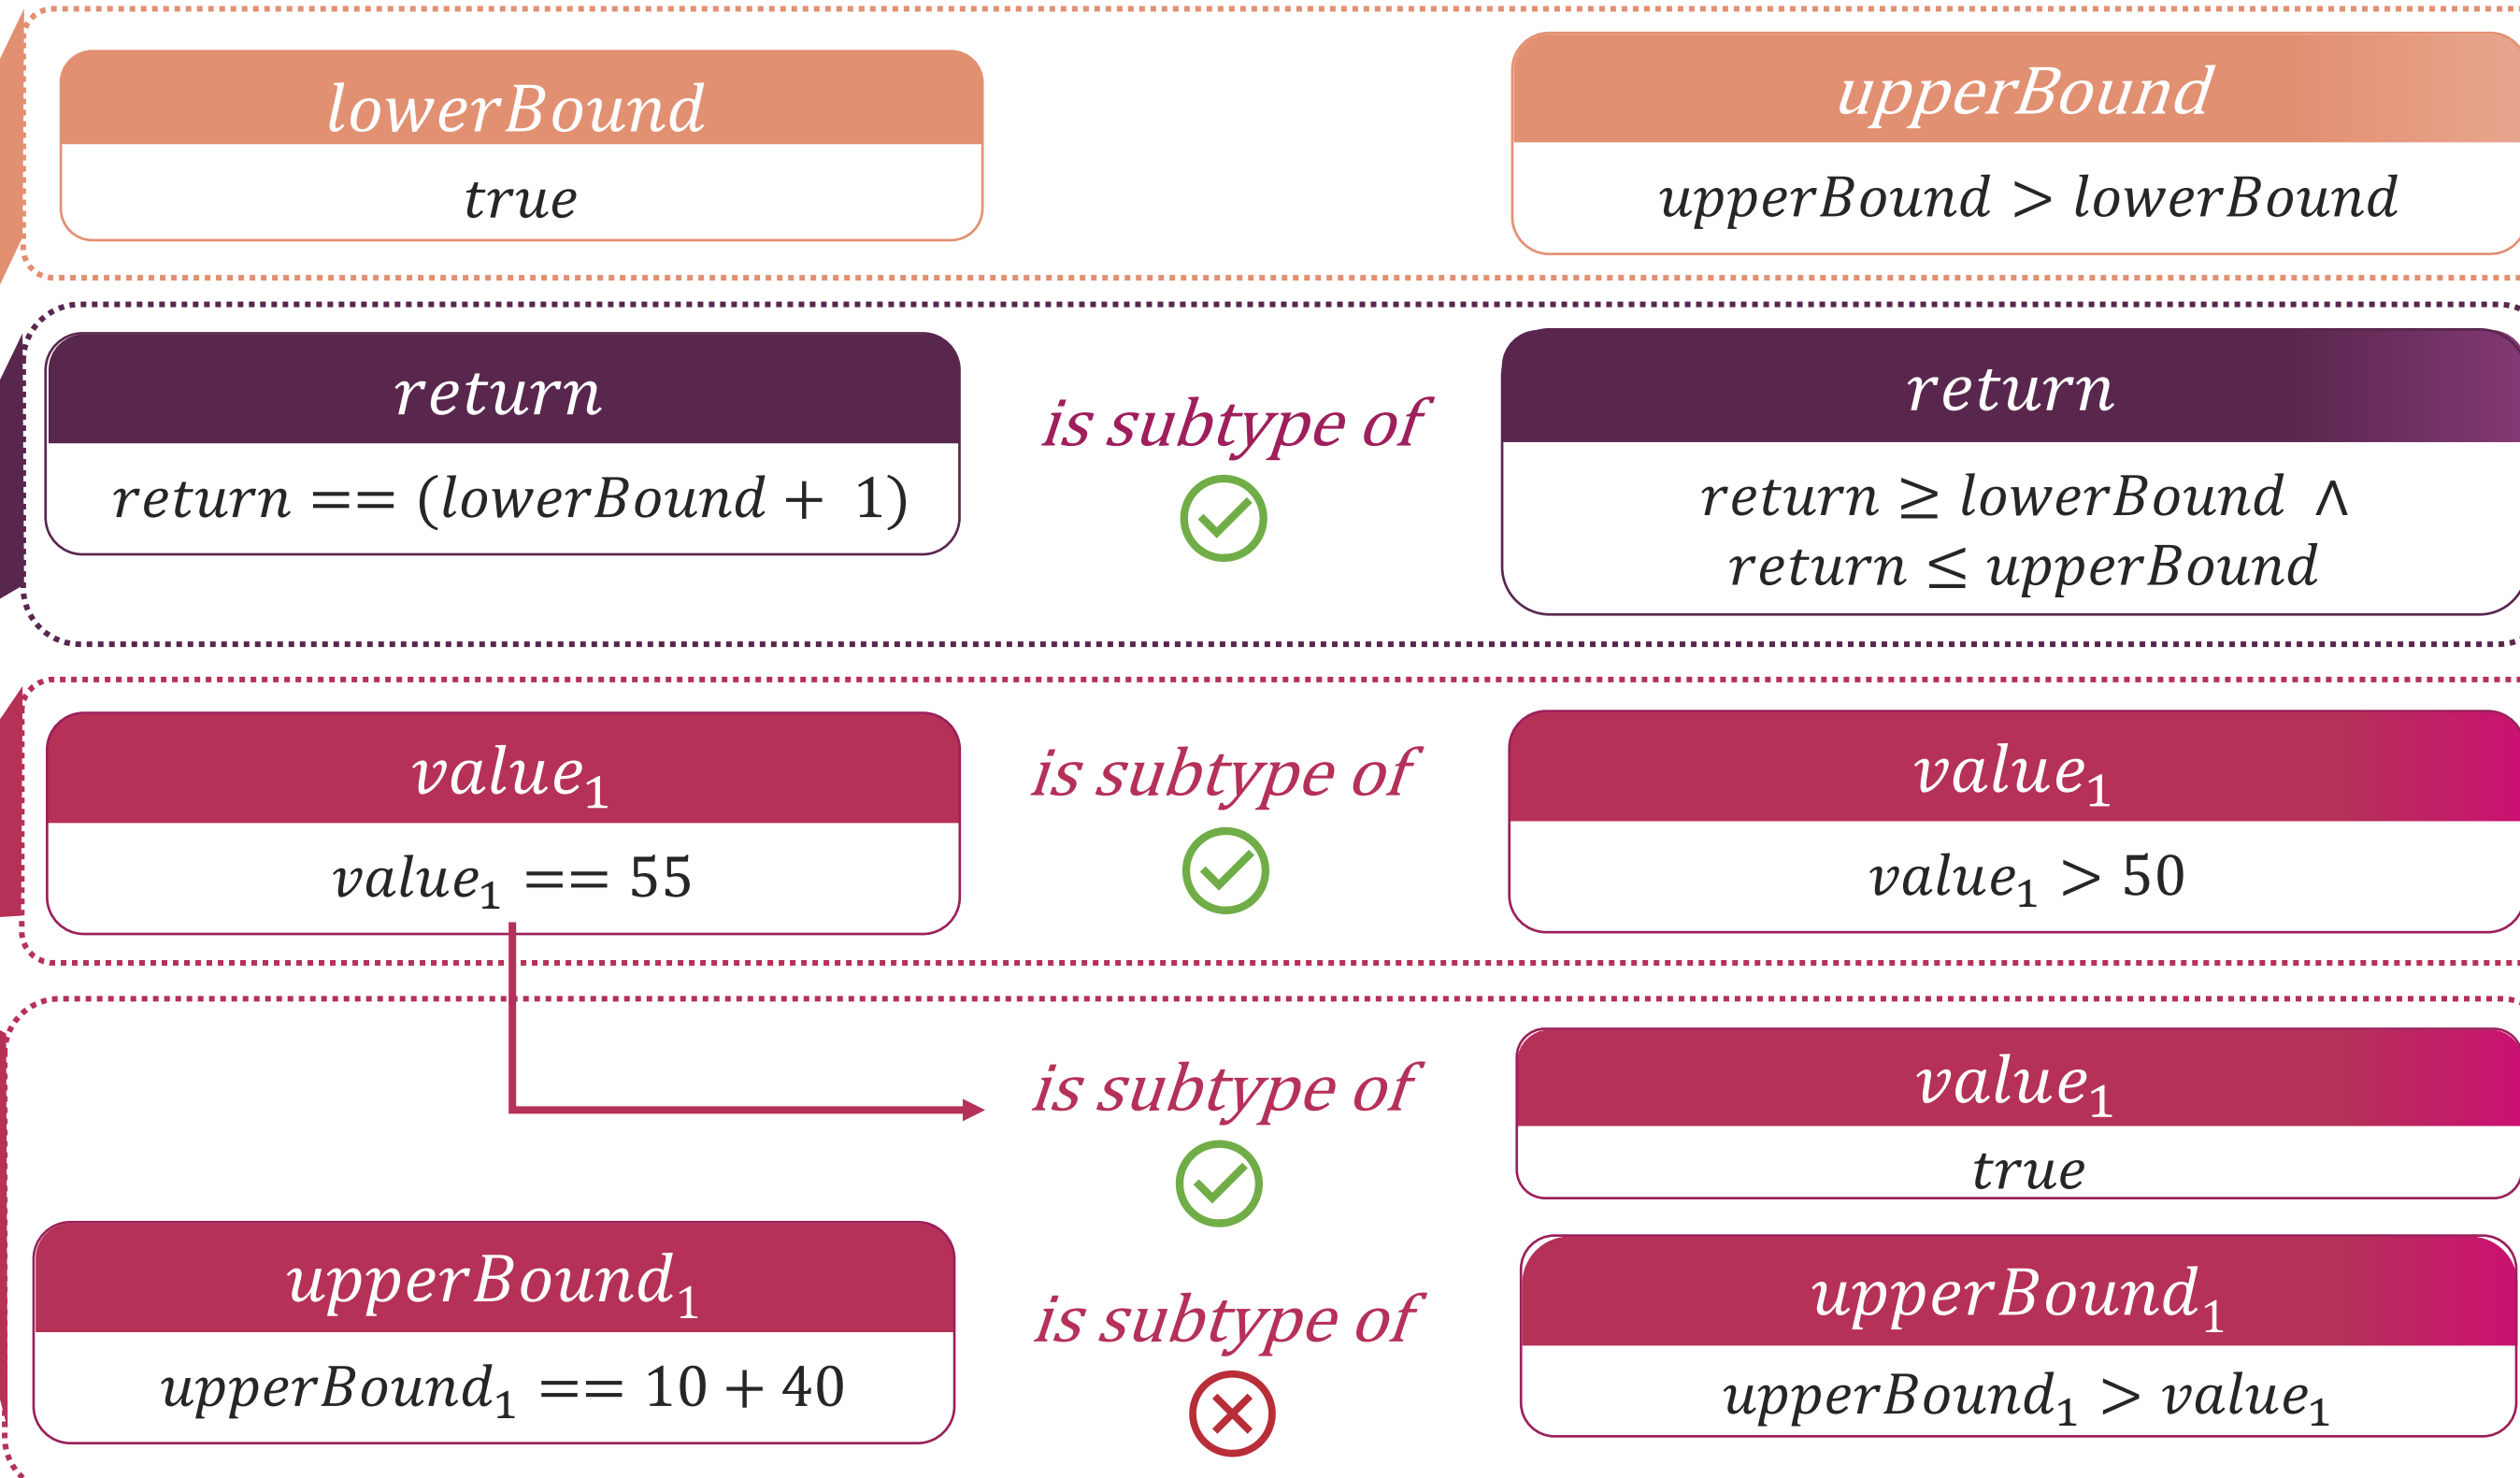 lowerBound
true
upperBound
upperBound > lowerBound
return
return == (lowerBound + 1)
is subtype of
return
return ≥ lowerBound ∧
return ≤ upperBound
value₁
value₁ == 55
is subtype of
value₁
value₁ > 50
is subtype of
value₁
true
upperBound₁
upperBound₁ == 10 + 40
is subtype of
upperBound₁
upperBound₁ > value₁